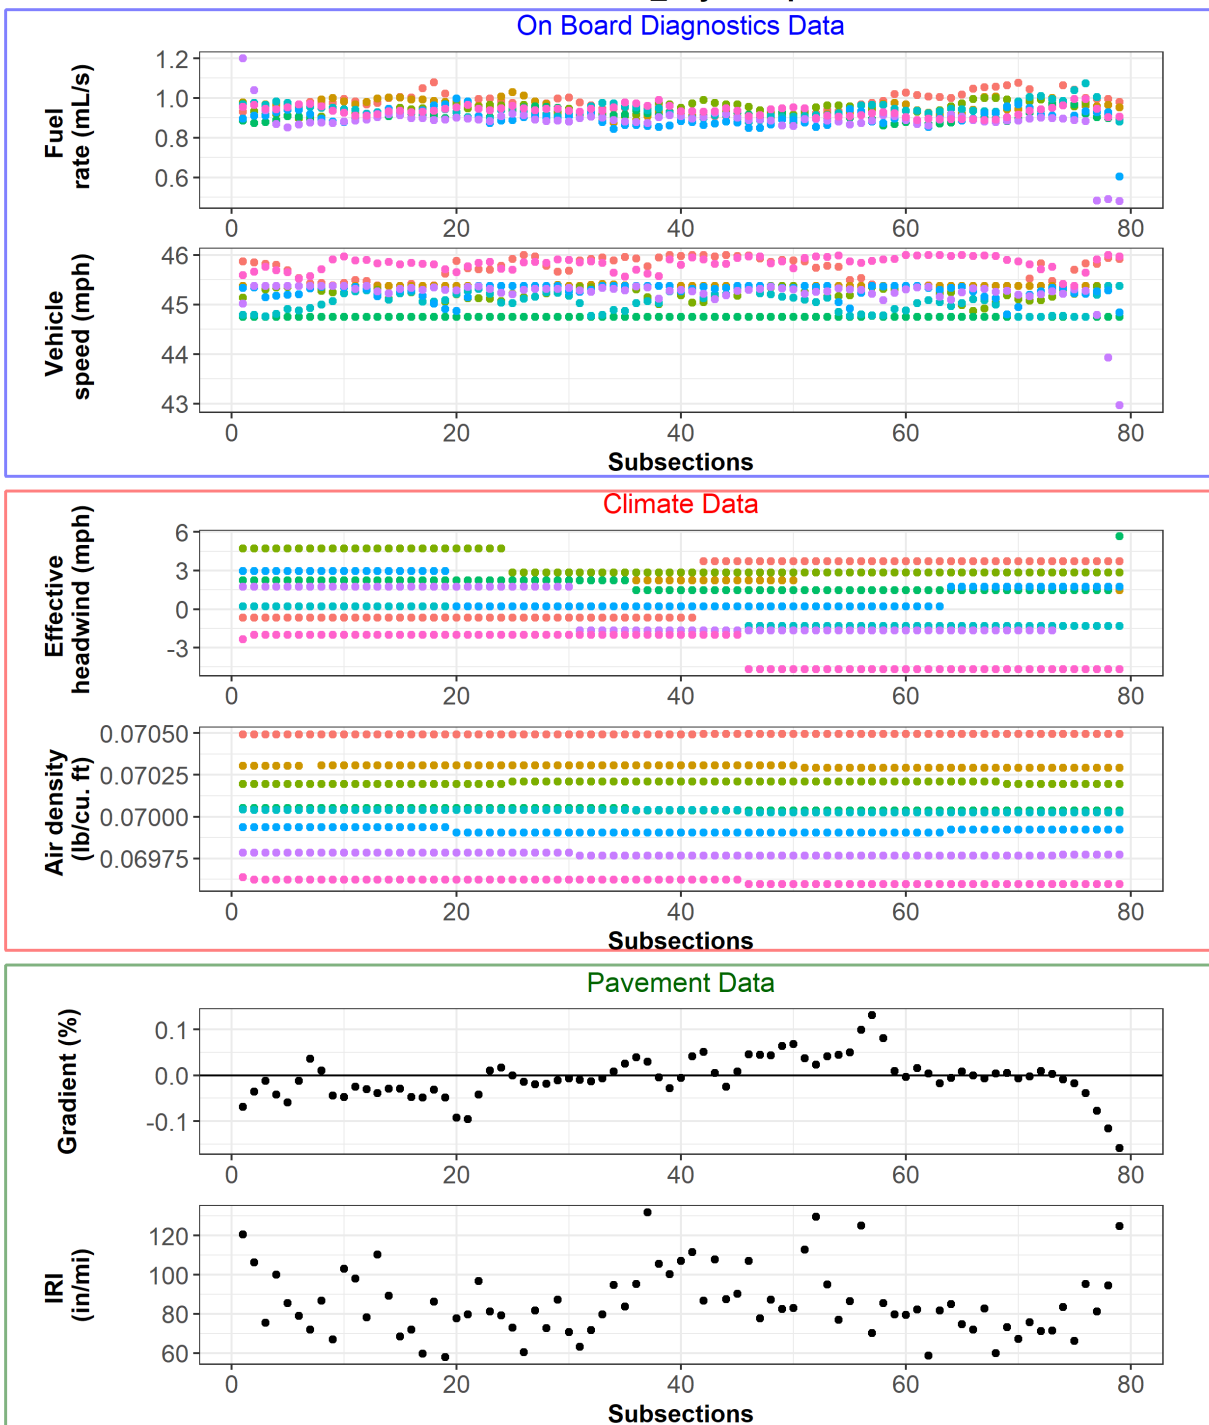 On Board Diagnostics Data
Fuel
rate (mL/s)
1.2
1.0
0.8
0.6
0 20 40 60 80
Vehicle
speed (mph)
46
45
44
43
0 20 40 60 80
Subsections
Climate Data
Effective
headwind (mph)
6
3
0
-3
0 20 40 60 80
Air density
(lb/cu. ft)
0.07050
0.07025
0.07000
0.06975
0 20 40 60 80
Subsections
Pavement Data
Gradient (%)
0.1
0.0
-0.1
0 20 40 60 80
IRI
(in/mi)
120
100
80
60
0 20 40 60 80
Subsections